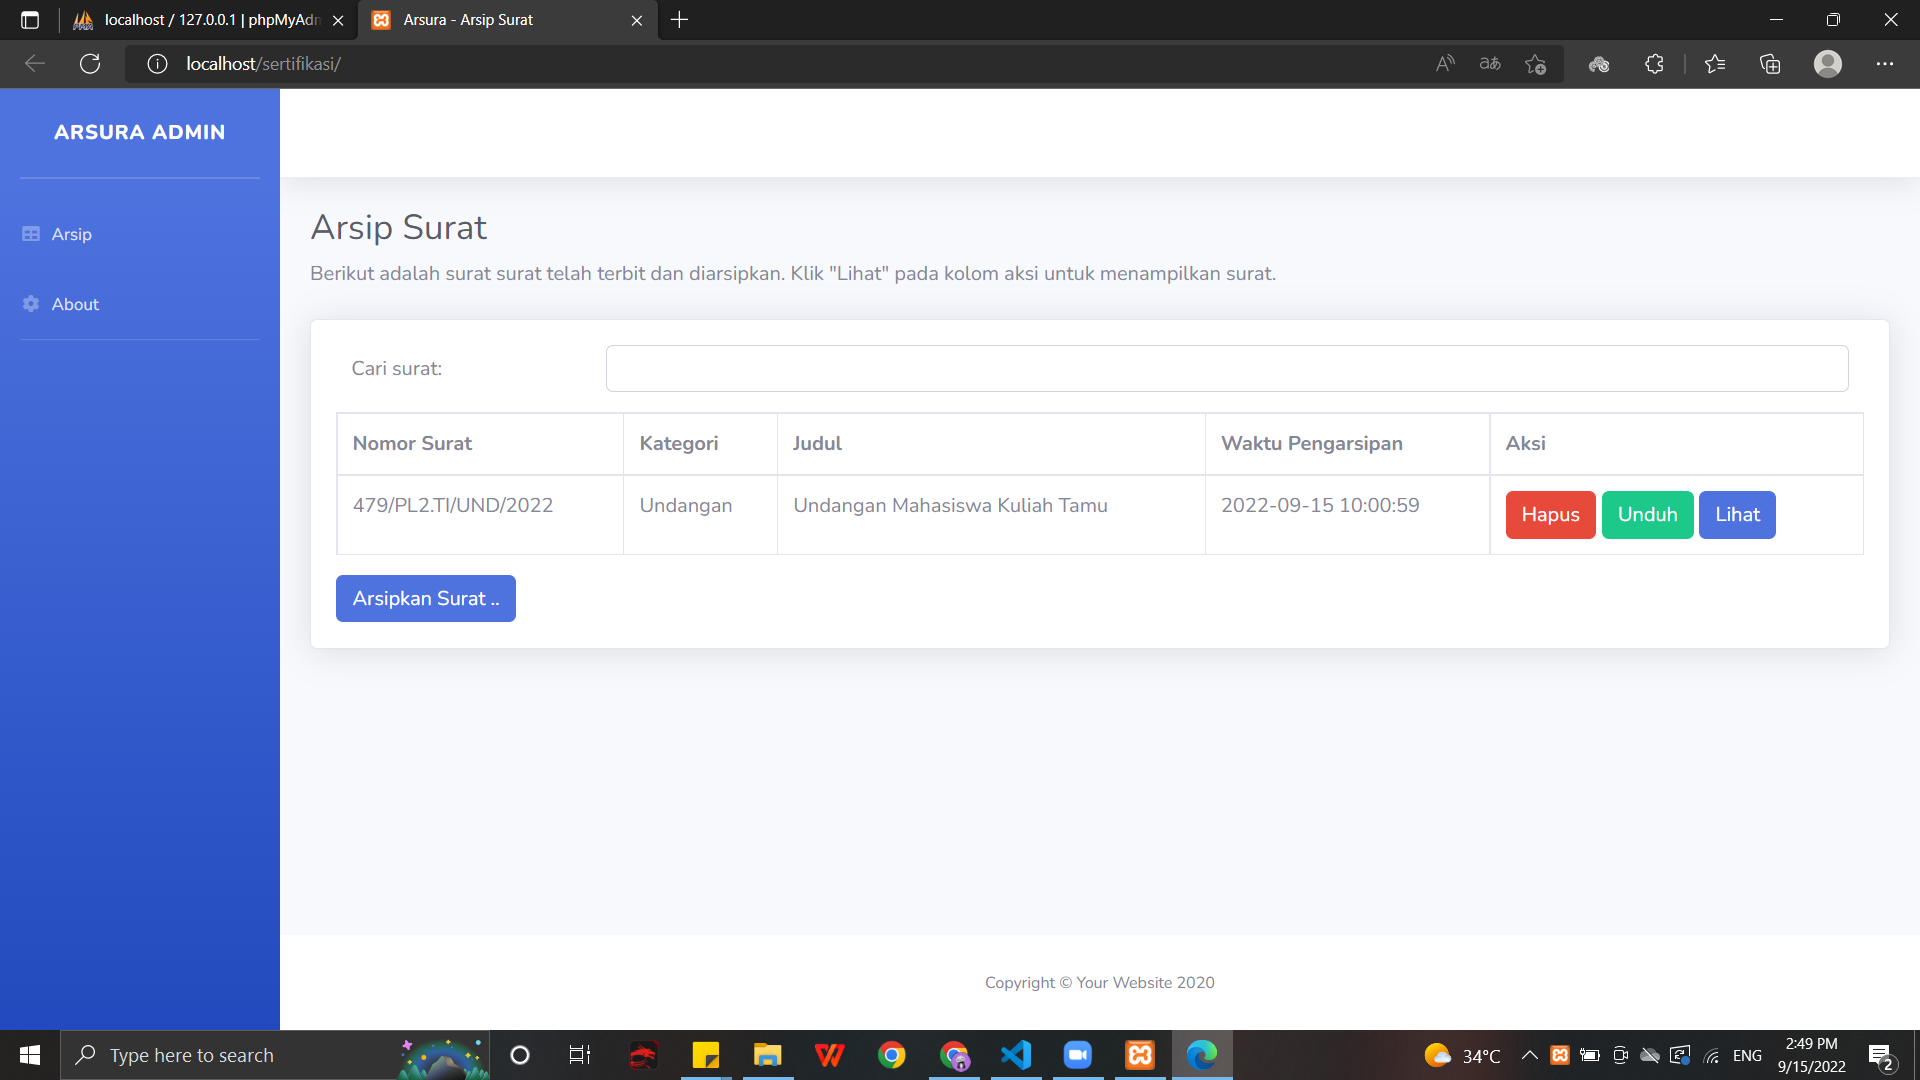 localhost / 127.0.0.1 | phpMyAdm
Arsura - Arsip Surat
localhost/sertifikasi/
ARSURA ADMIN
Arsip
About
Arsip Surat
Berikut adalah surat surat telah terbit dan diarsipkan. Klik "Lihat" pada kolom aksi untuk menampilkan surat.
Cari surat:
Nomor Surat Kategori Judul Waktu Pengarsipan Aksi
479/PL2.TI/UND/2022 Undangan Undangan Mahasiswa Kuliah Tamu 2022-09-15 10:00:59 Hapus Unduh Lihat
Arsipkan Surat ..
Copyright © Your Website 2020
Type here to search
34°C
ENG
2:49 PM
9/15/2022
2